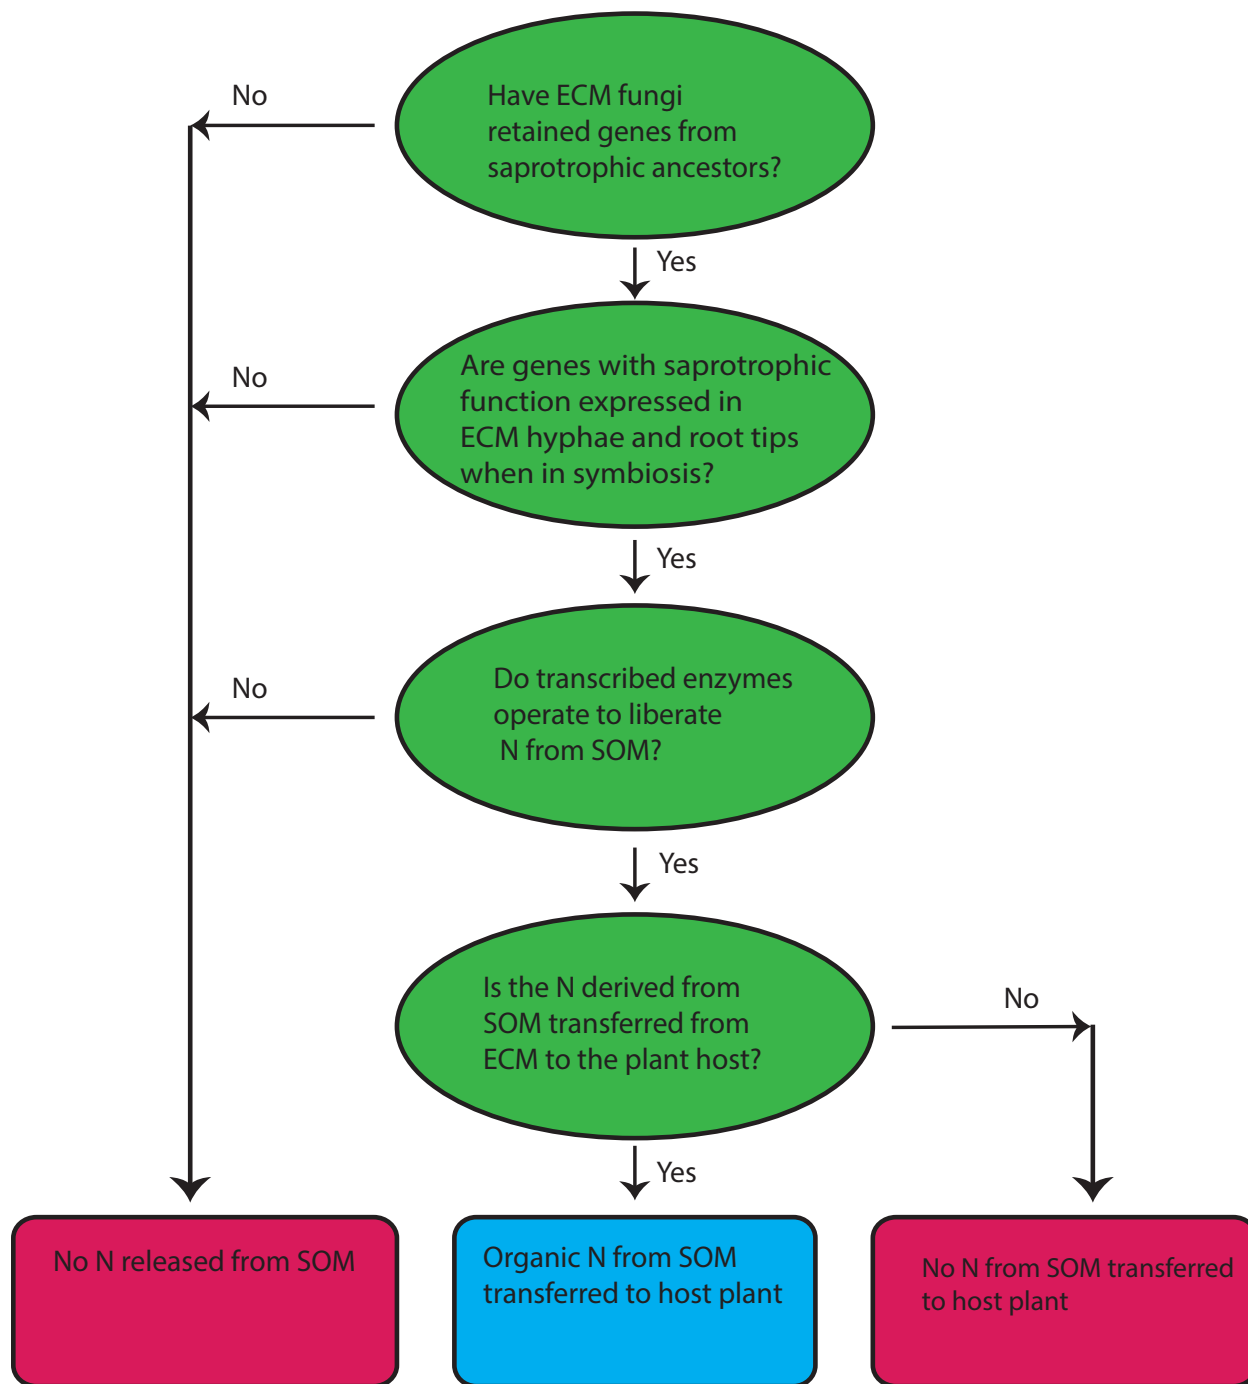 No
Have ECM fungi
retained genes from
saprotrophic ancestors?
Yes
No
Are genes with saprotrophic
function expressed in
ECM hyphae and root tips
when in symbiosis?
Yes
No
Do transcribed enzymes
operate to liberate
N from SOM?
Yes
Is the N derived from
SOM transferred from
ECM to the plant host?
No
Yes
No N released from SOM
Organic N from SOM
transferred to host plant
No N from SOM transferred
to host plant